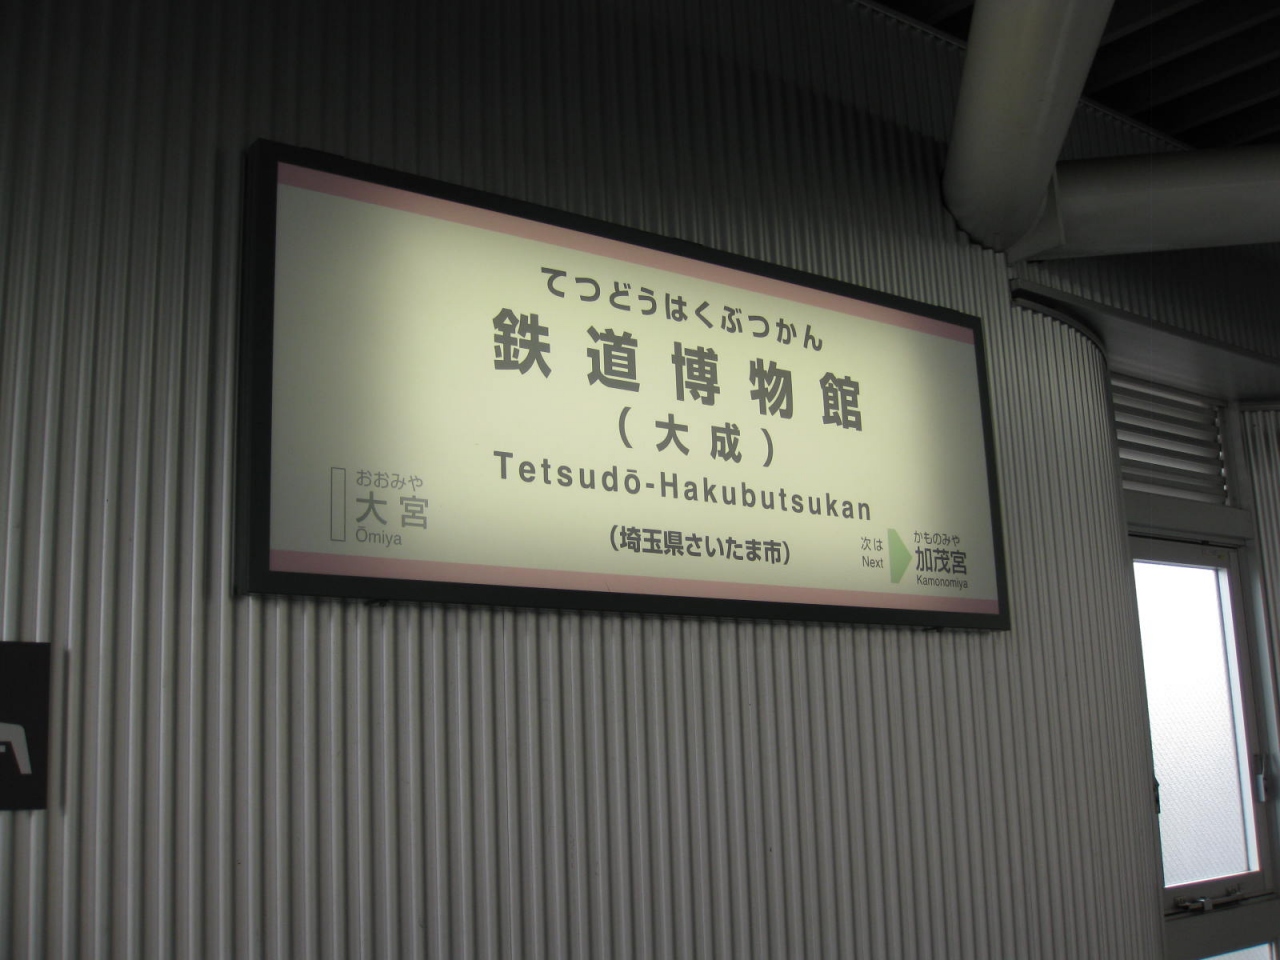 てつどうはくぶつかん
鉄道博物館
(大成)
Tetsudō-Hakubutsukan
(埼玉県さいたま市)
おおみや
大宮
Ōmiya
次は
Next
かものみや
加茂宮
Kamonomiya